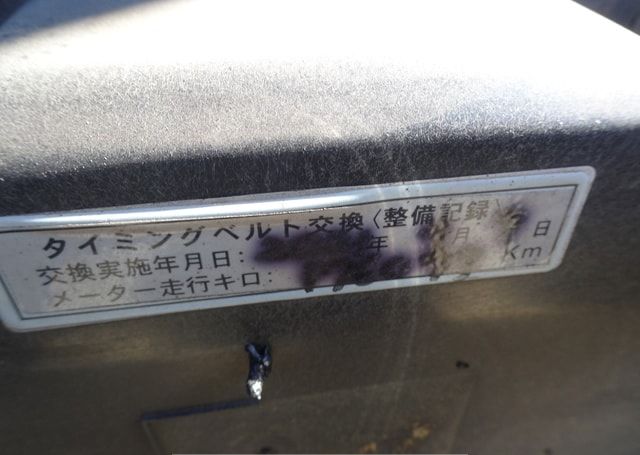 タイミングベルト交換〈整備記録〉
交換実施年月日: 年 月 日
メーター走行キロ: Km